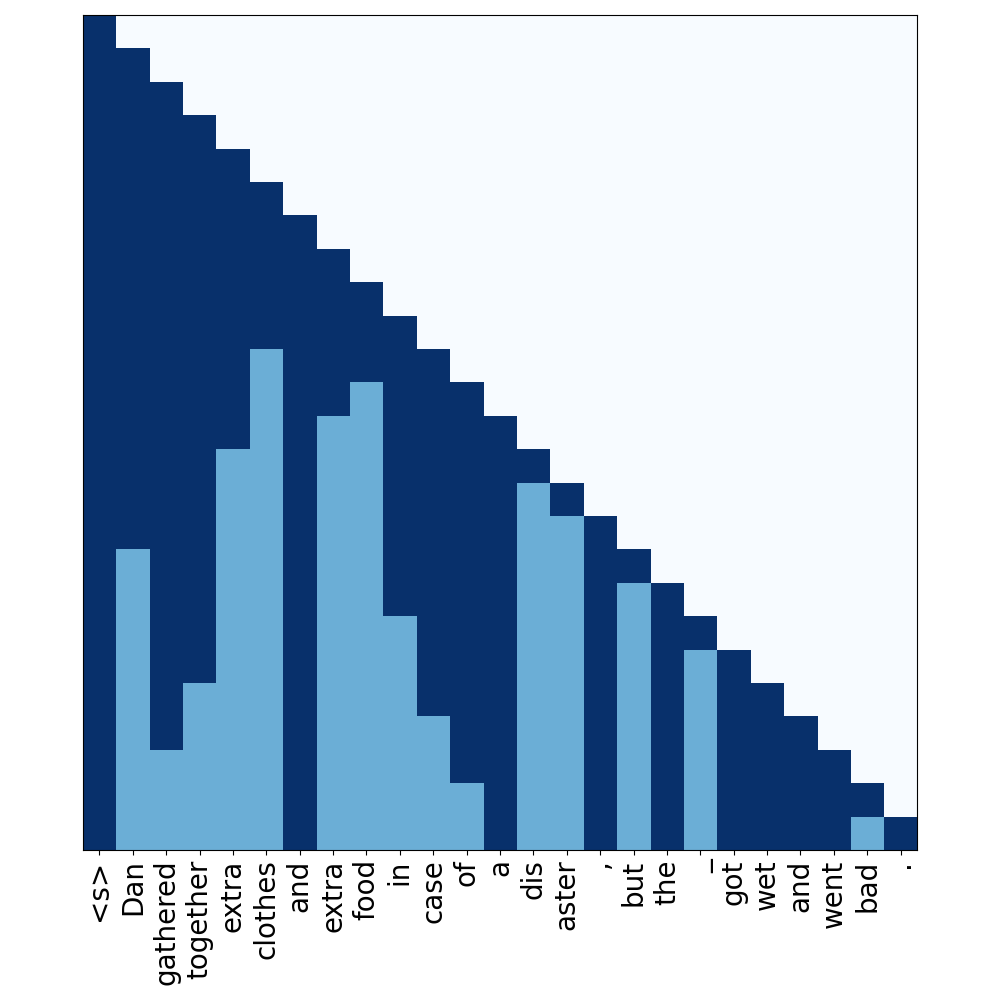 <s>
Dan
gathered
together
extra
clothes
and
extra
food
in
case
of
a
dis
aster
,
but
the
_
got
wet
and
went
bad
.